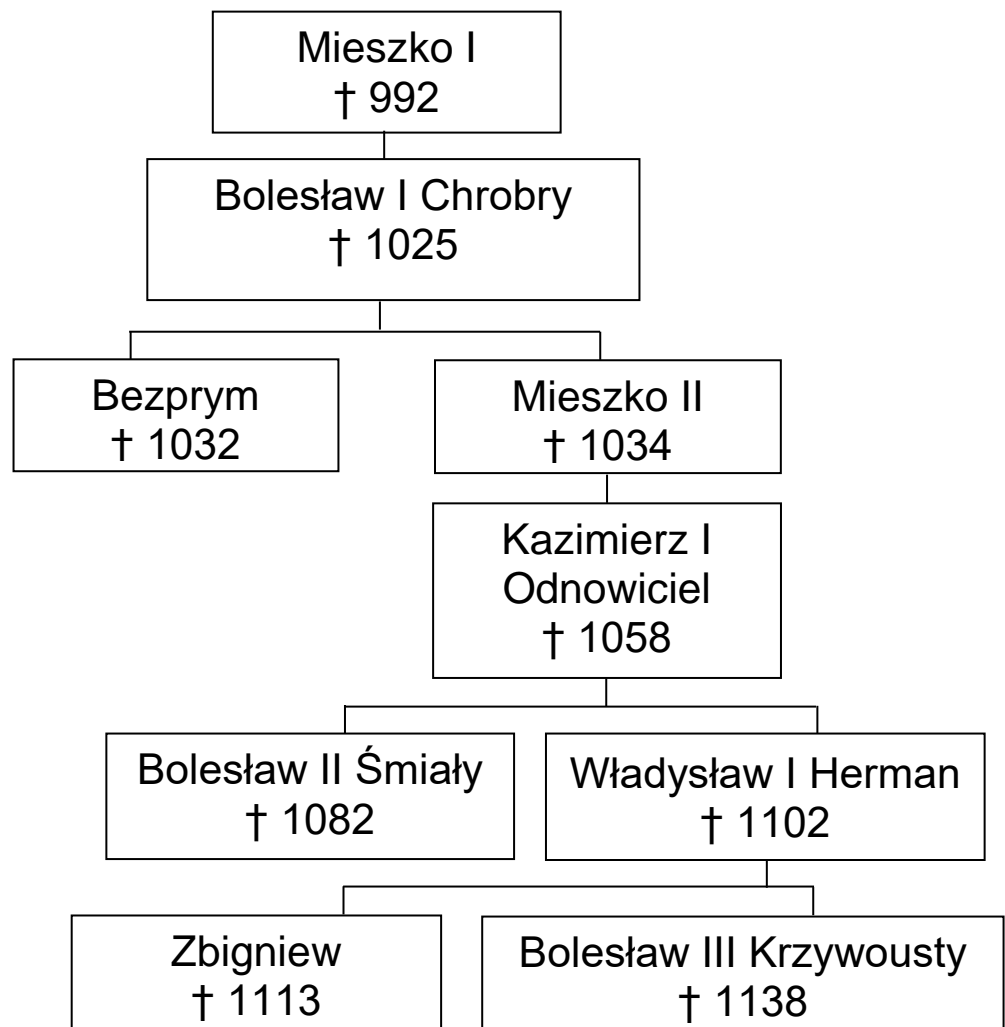 Mieszko I
† 992
Bolesław I Chrobry
† 1025
Bezprym
† 1032
Mieszko II
† 1034
Kazimierz I
Odnowiciel
† 1058
Bolesław II Śmiały
† 1082
Władysław I Herman
† 1102
Zbigniew
† 1113
Bolesław III Krzywousty
† 1138